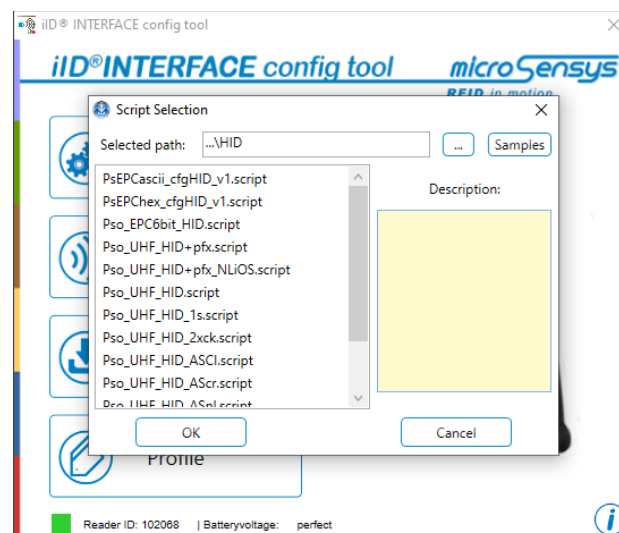 iID® INTERFACE config tool
iID®INTERFACE config tool
microSensys
RFID in motion
Script Selection
Selected path:
...\HID
...
Samples
PsEPCascii_cfgHID_v1.script
PsEPChex_cfgHID_v1.script
Pso_EPC6bit_HID.script
Pso_UHF_HID+pfx.script
Pso_UHF_HID+pfx_NLiOS.script
Pso_UHF_HID.script
Pso_UHF_HID_1s.script
Pso_UHF_HID_2xck.script
Pso_UHF_HID_ASCI.script
Pso_UHF_HID_AScr.script
Pso_UHF_HID_ASnl.script
Description:
OK
Cancel
Profile
Reader ID: 102068 | Batteryvoltage: perfect
i